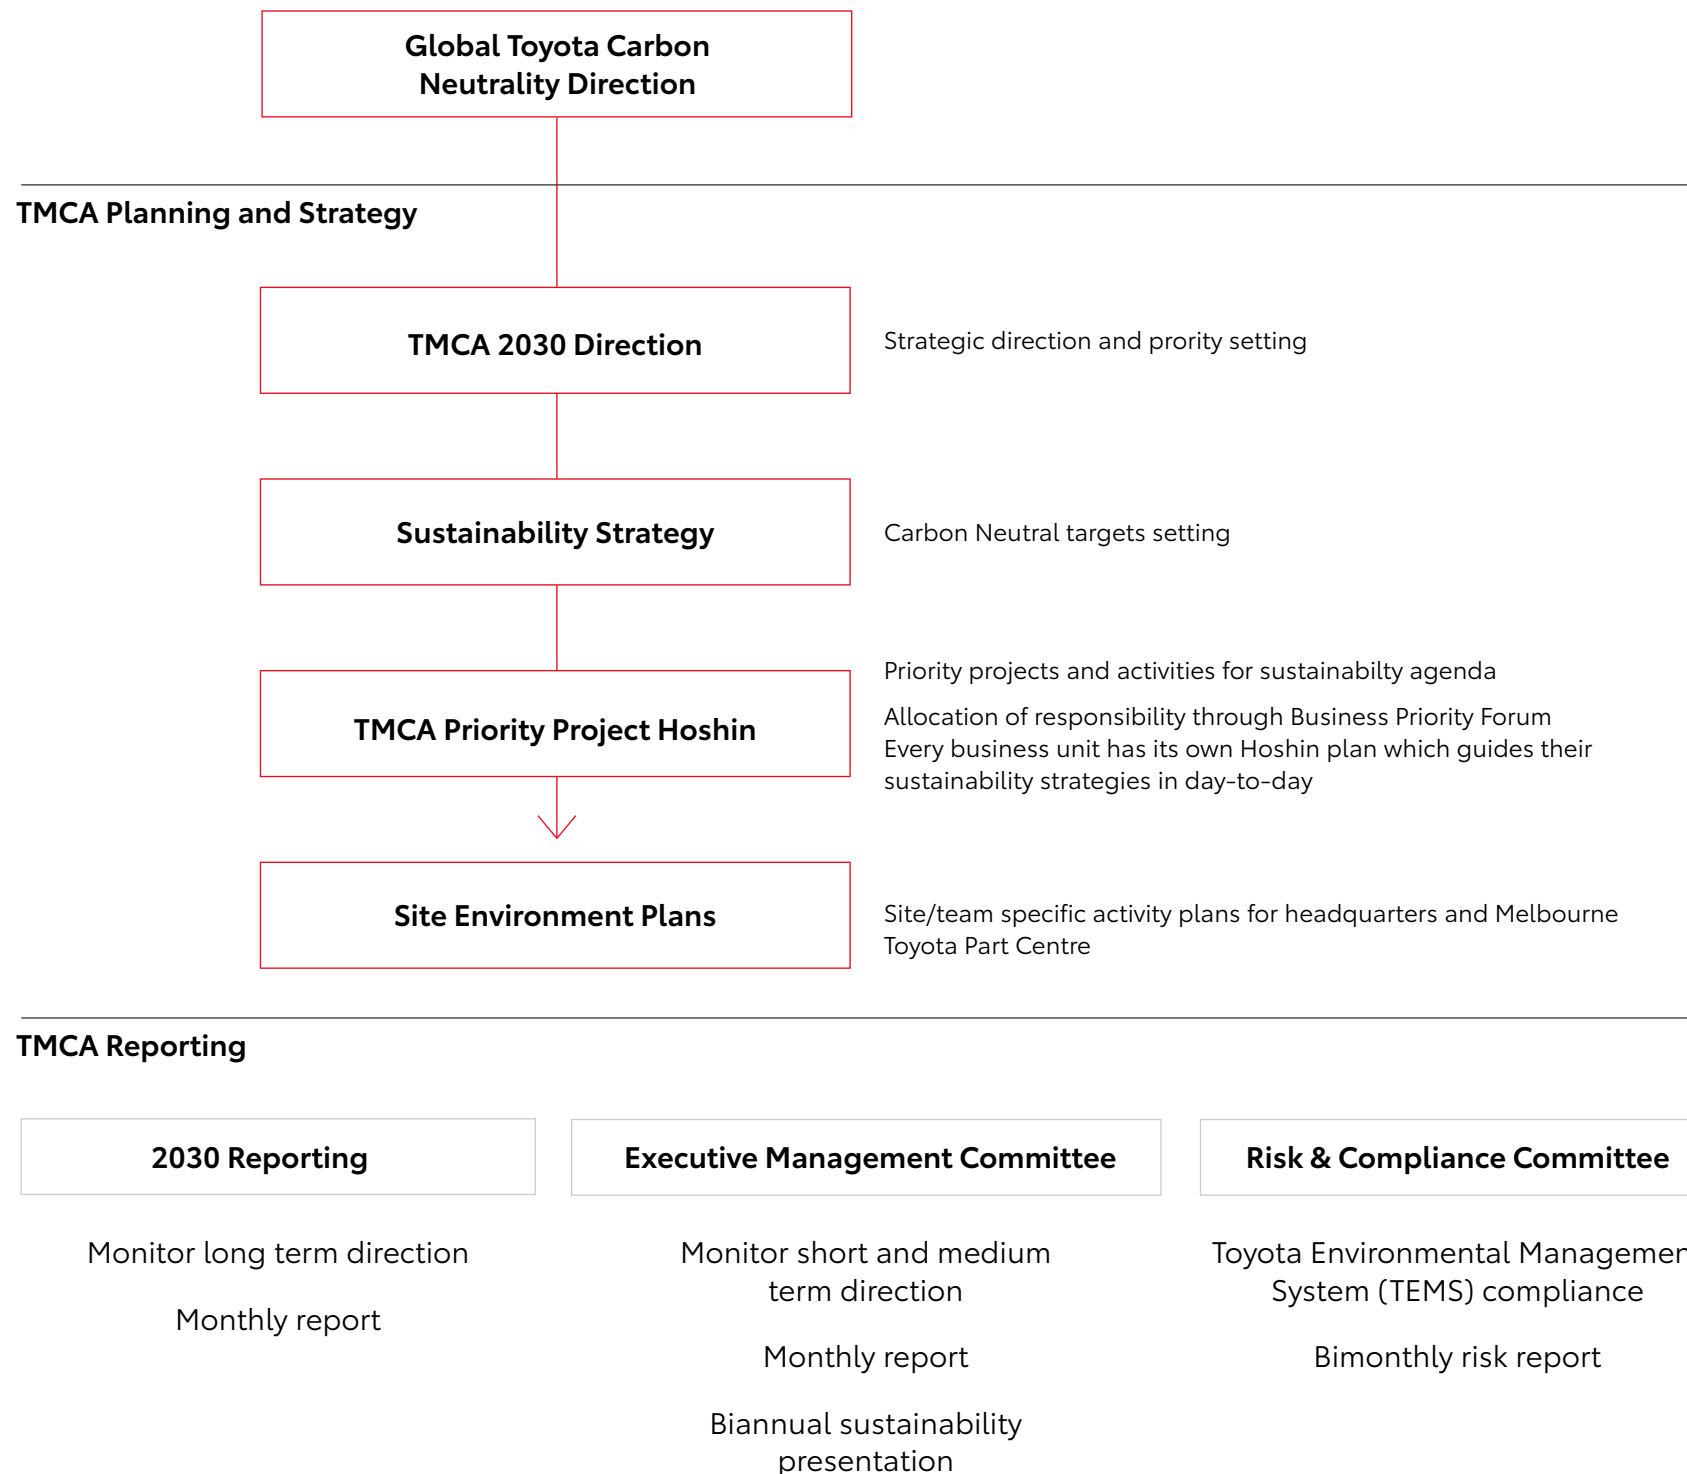 Global Toyota Carbon
Neutrality Direction
TMCA Planning and Strategy
TMCA 2030 Direction
Strategic direction and prority setting
Sustainability Strategy
Carbon Neutral targets setting
TMCA Priority Project Hoshin
Priority projects and activities for sustainabilty agenda
Allocation of responsibility through Business Priority Forum
Every business unit has its own Hoshin plan which guides their
sustainability strategies in day-to-day
Site Environment Plans
Site/team specific activity plans for headquarters and Melbourne
Toyota Part Centre
TMCA Reporting
2030 Reporting
Monitor long term direction
Monthly report
Executive Management Committee
Monitor short and medium
term direction
Monthly report
Biannual sustainability
presentation
Risk & Compliance Committee
Toyota Environmental Managemen
System (TEMS) compliance
Bimonthly risk report